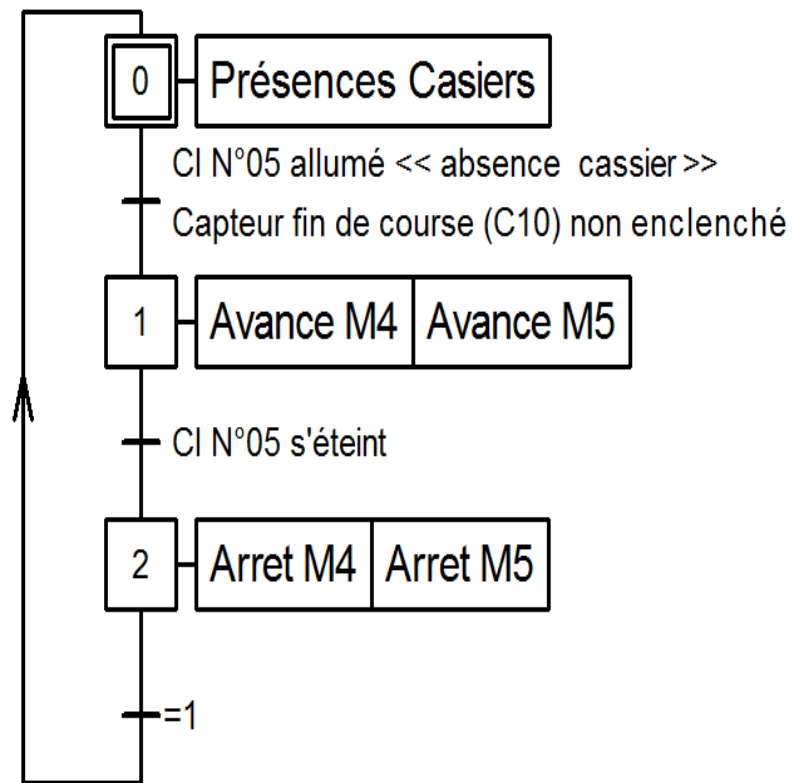 0
Présences Casiers
CI N°05 allumé << absence cassier >>
Capteur fin de course (C10) non enclenché
1
Avance M4 Avance M5
CI N°05 s'éteint
2
Arret M4 Arret M5
=1